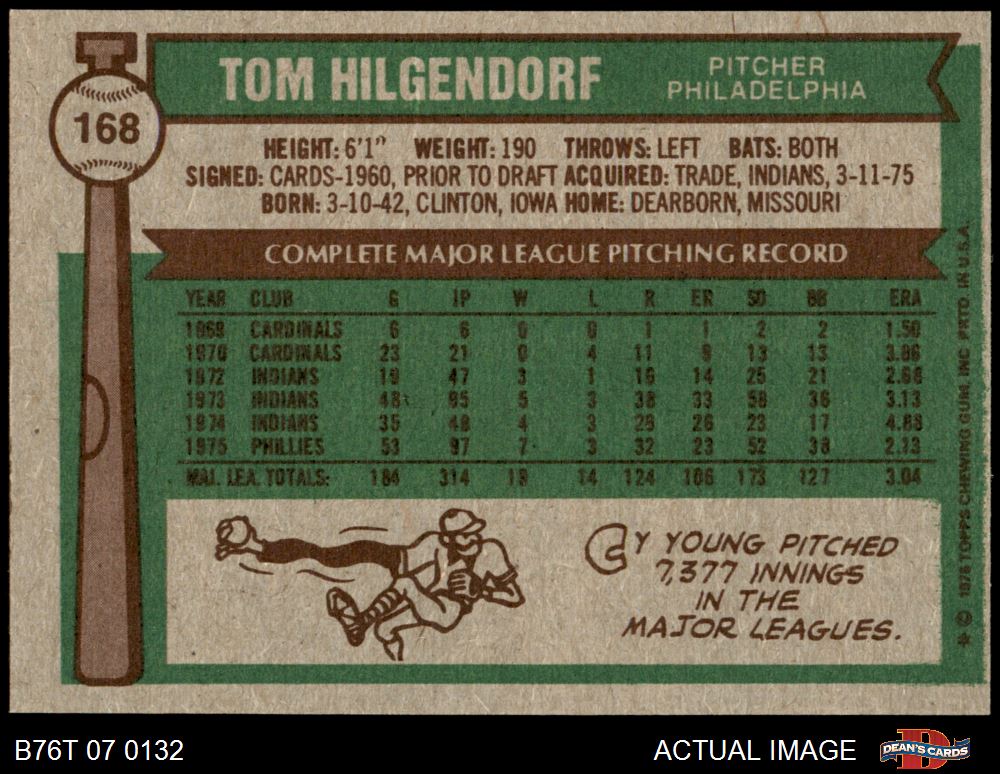 168
TOM HILGENDORF
PITCHER
PHILADELPHIA
HEIGHT: 6'1" WEIGHT: 190 THROWS: LEFT BATS: BOTH
SIGNED: CARDS-1960, PRIOR TO DRAFT ACQUIRED: TRADE, INDIANS, 3-11-75
BORN: 3-10-42, CLINTON, IOWA HOME: DEARBORN, MISSOURI
COMPLETE MAJOR LEAGUE PITCHING RECORD
YEAR CLUB G IP W L R ER SO BB ERA
1969 CARDINALS 6 6 0 0 1 1 2 2 1.50
1970 CARDINALS 23 21 0 4 11 9 13 13 3.86
1972 INDIANS 19 47 3 1 16 14 25 21 2.68
1973 INDIANS 48 95 5 3 38 33 58 36 3.13
1974 INDIANS 35 48 4 3 26 26 23 17 4.88
1975 PHILLIES 53 97 7 3 32 23 52 38 2.13
MAJ. LEA. TOTALS: 184 314 19 14 124 106 173 127 3.04
CY YOUNG PITCHED
7,377 INNINGS
IN THE
MAJOR LEAGUES.
* © 1976 TOPPS CHEWING GUM, INC. PRTD. IN U.S.A.
B76T 07 0132
ACTUAL IMAGE
DEAN'S CARDS